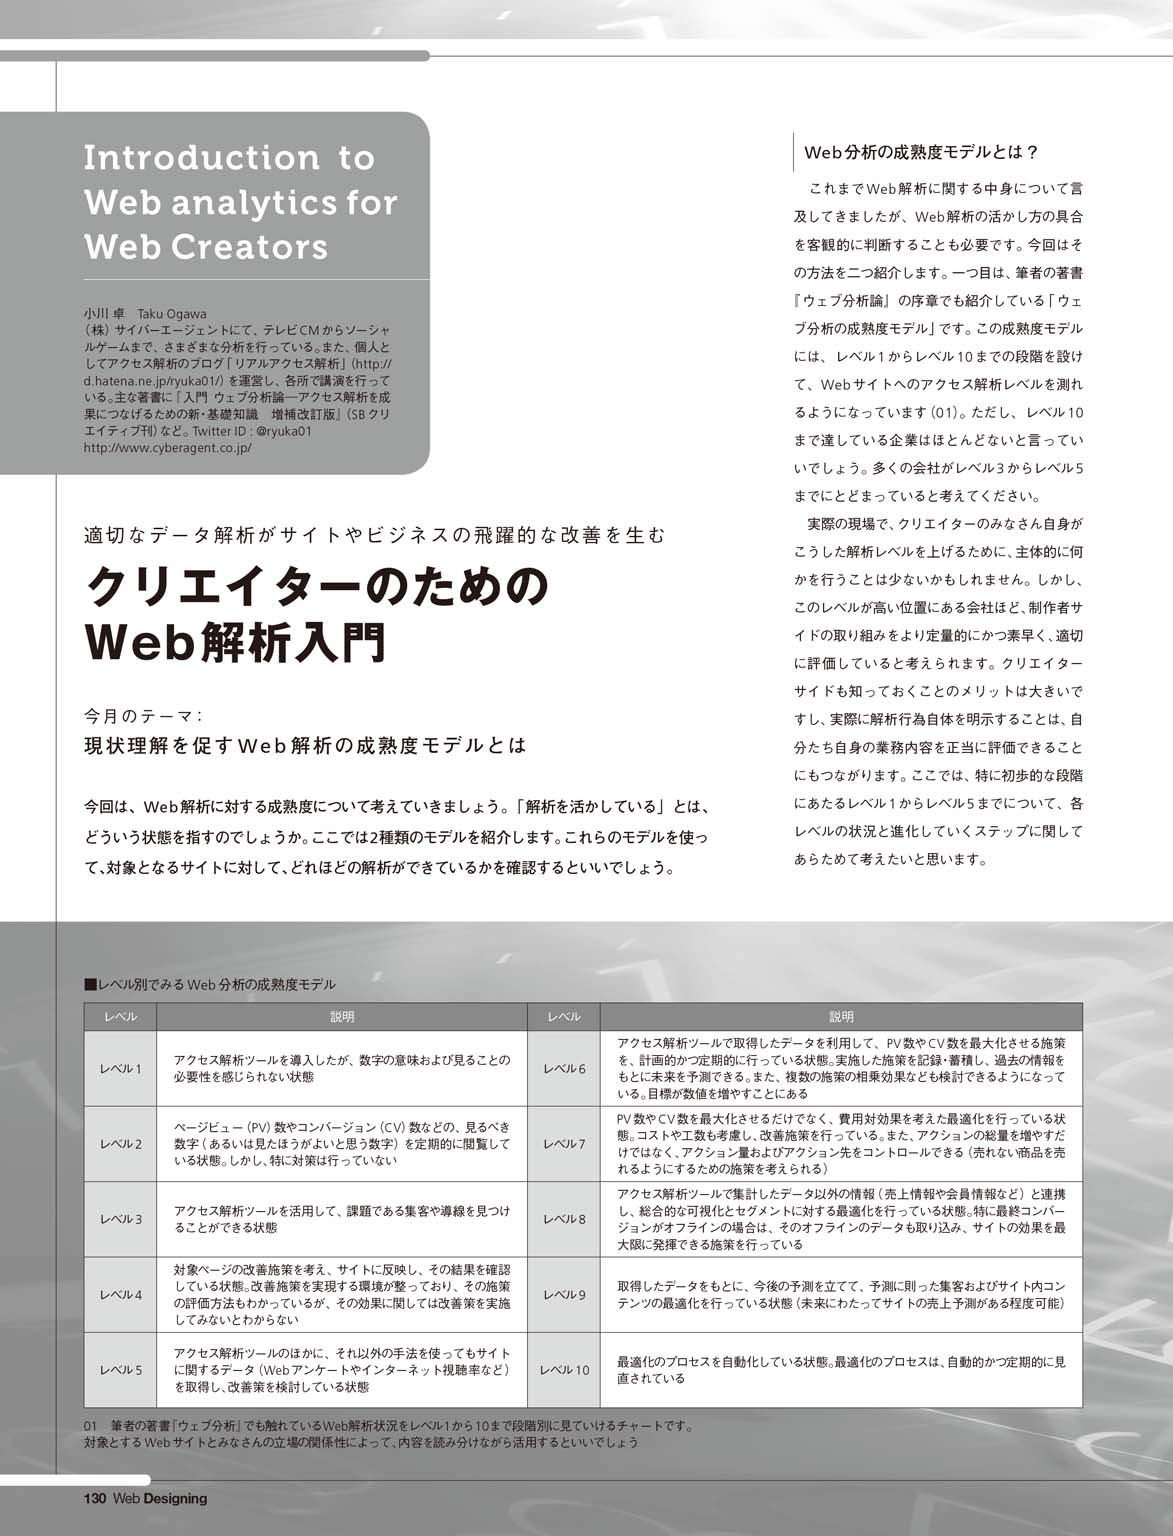 Introduction to
Web analytics for
Web Creators
小川 卓　Taku Ogawa
（株）サイバーエージェントにて、テレビCMからソーシャ
ルゲームまで、さまざまな分析を行っている。また、個人と
してアクセス解析のブログ「リアルアクセス解析」（http://
d.hatena.ne.jp/ryuka01/）を運営し、各所で講演を行って
いる。主な著書に『入門 ウェブ分析論―アクセス解析を成
果につなげるための新・基礎知識　増補改訂版』（SBクリ
エイティブ刊）など。Twitter ID : @ryuka01
http://www.cyberagent.co.jp/
適切なデータ解析がサイトやビジネスの飛躍的な改善を生む
クリエイターのための
Web解析入門
今月のテーマ：
現状理解を促すWeb解析の成熟度モデルとは
今回は、Web解析に対する成熟度について考えていきましょう。「解析を活かしている」とは、
どういう状態を指すのでしょうか。ここでは2種類のモデルを紹介します。これらのモデルを使っ
て、対象となるサイトに対して、どれほどの解析ができているかを確認するといいでしょう。
Web分析の成熟度モデルとは？
これまでWeb解析に関する中身について言
及してきましたが、Web解析の活かし方の具合
を客観的に判断することも必要です。今回はそ
の方法を二つ紹介します。一つ目は、筆者の著書
『ウェブ分析論』の序章でも紹介している「ウェ
ブ分析の成熟度モデル」です。この成熟度モデル
には、レベル1からレベル10までの段階を設け
て、Webサイトへのアクセス解析レベルを測れ
るようになっています（01）。ただし、レベル10
まで達している企業はほとんどないと言ってい
いでしょう。多くの会社がレベル3からレベル5
までにとどまっていると考えてください。
実際の現場で、クリエイターのみなさん自身が
こうした解析レベルを上げるために、主体的に何
かを行うことは少ないかもしれません。しかし、
このレベルが高い位置にある会社ほど、制作者サ
イドの取り組みをより定量的にかつ素早く、適切
に評価していると考えられます。クリエイター
サイドも知っておくことのメリットは大きいで
すし、実際に解析行為自体を明示することは、自
分たち自身の業務内容を正当に評価できること
にもつながります。ここでは、特に初歩的な段階
にあたるレベル1からレベル5までについて、各
レベルの状況と進化していくステップに関して
あらためて考えたいと思います。
■レベル別でみるWeb分析の成熟度モデル
レベル　説明　レベル　説明
レベル1
アクセス解析ツールを導入したが、数字の意味および見ることの
必要性を感じられない状態
レベル6
アクセス解析ツールで取得したデータを利用して、PV数やCV数を最大化させる施策
を、計画的かつ定期的に行っている状態。実施した施策を記録・蓄積し、過去の情報を
もとに未来を予測できる。また、複数の施策の相乗効果なども検討できるようになって
いる。目標が数値を増やすことにある
レベル2
ページビュー（PV）数やコンバージョン（CV）数などの、見るべき
数字（あるいは見たほうがよいと思う数字）を定期的に閲覧して
いる状態。しかし、特に対策は行っていない
レベル7
PV数やCV数を最大化させるだけでなく、費用対効果を考えた最適化を行っている状
態。コストや工数も考慮し、改善施策を行っている。また、アクションの総量を増やすだ
けではなく、アクション量およびアクション先をコントロールできる（売れない商品を売
れるようにするための施策を考えられる）
レベル3
アクセス解析ツールを活用して、課題である集客や導線を見つけ
ることができる状態
レベル8
アクセス解析ツールで集計したデータ以外の情報（売上情報や会員情報など）と連携
し、総合的な可視化とセグメントに対する最適化を行っている状態。特に最終コンバー
ジョンがオフラインの場合は、そのオフラインのデータも取り込み、サイトの効果を最
大限に発揮できる施策を行っている
レベル4
対象ページの改善施策を考え、サイトに反映し、その結果を確認
している状態。改善施策を実現する環境が整っており、その施策
の評価方法もわかっているが、その効果に関しては改善策を実施
してみないとわからない
レベル9
取得したデータをもとに、今後の予測を立てて、予測に則った集客およびサイト内コン
テンツの最適化を行っている状態（未来にわたってサイトの売上予測がある程度可能）
レベル5
アクセス解析ツールのほかに、それ以外の手法を使ってもサイト
に関するデータ（Webアンケートやインターネット視聴率など）
を取得し、改善策を検討している状態
レベル10
最適化のプロセスを自動化している状態。最適化のプロセスは、自動的かつ定期的に見
直されている
01　筆者の著書『ウェブ分析』でも触れているWeb解析状況をレベル1から10まで段階別に見ていけるチャートです。
対象とするWebサイトとみなさんの立場の関係性によって、内容を読み分けながら活用するといいでしょう
130 Web Designing